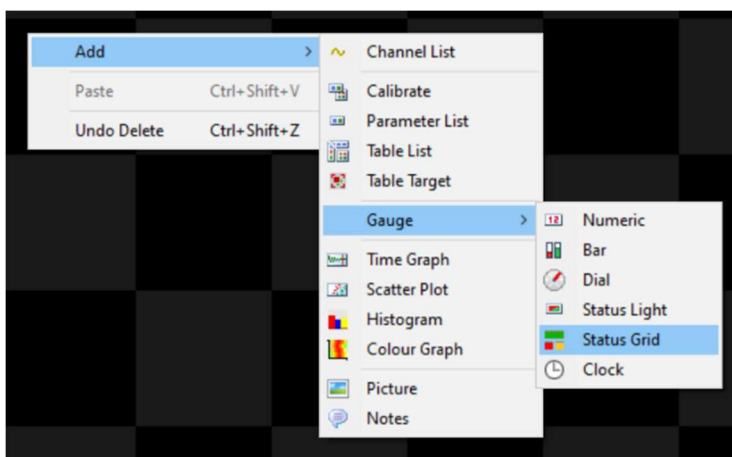 Add
Paste Ctrl+Shift+V
Undo Delete Ctrl+Shift+Z
Channel List
Calibrate
Parameter List
Table List
Table Target
Gauge
Time Graph
Scatter Plot
Histogram
Colour Graph
Picture
Notes
12 Numeric
Bar
Dial
Status Light
Status Grid
Clock